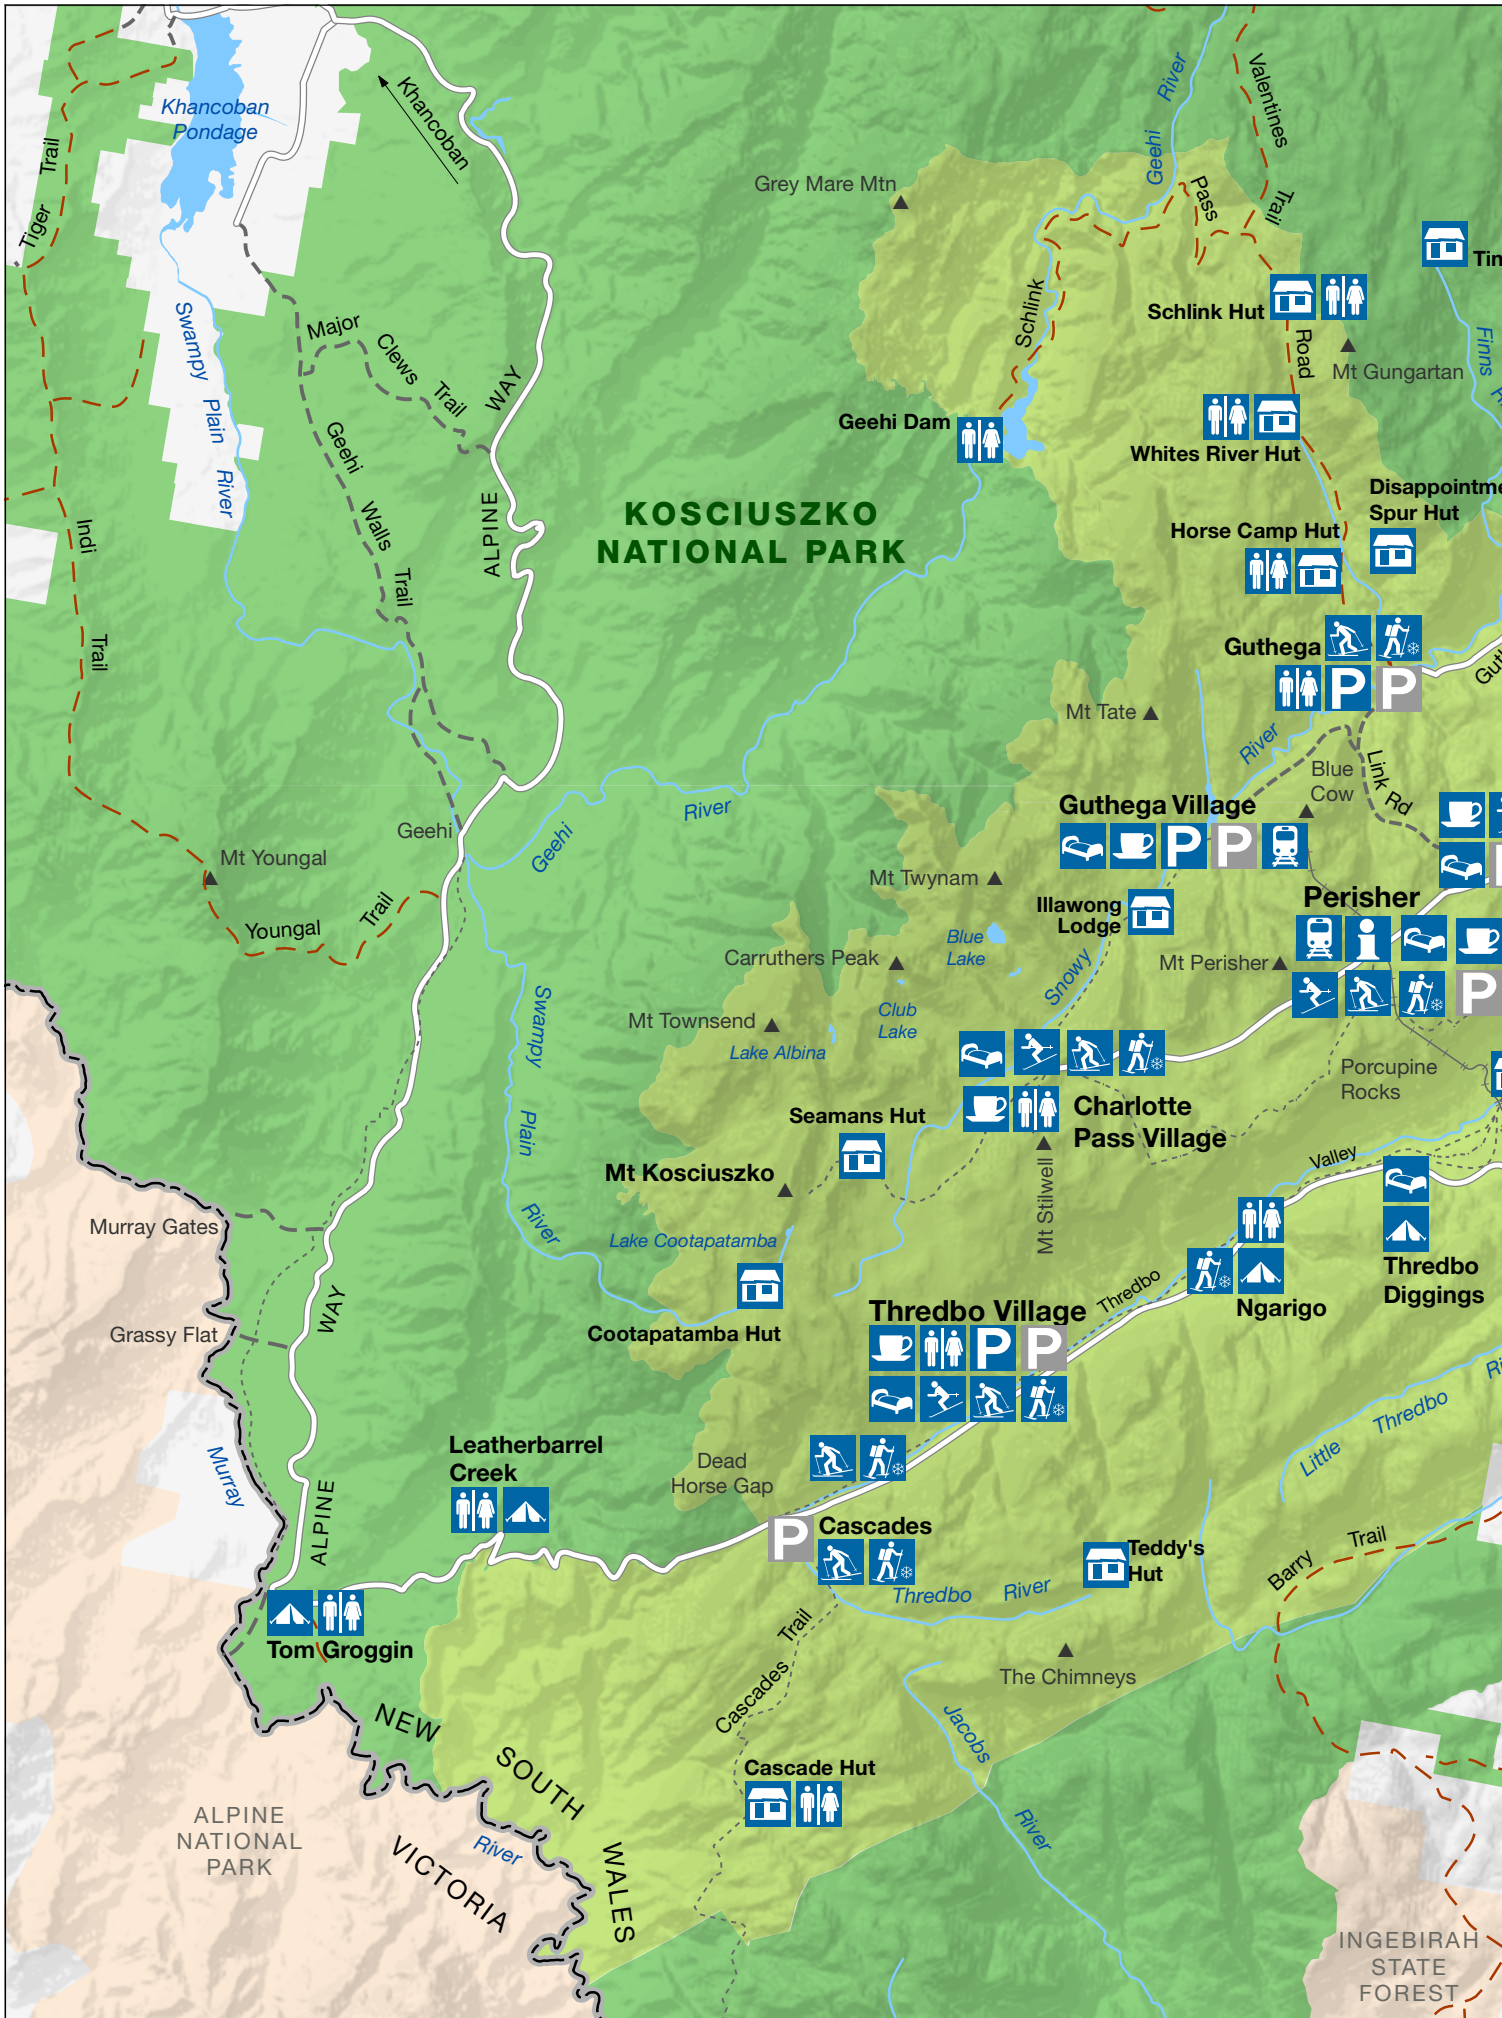 Khancoban
Pondage
Khancoban
Tiger Trail
Geehi River
Valentines
Trail
Grey Mare Mtn
Pass
Schlink
Tin
Schlink Hut
Road
Mt Gungartan
Finns
Swampy Plain River
Major Clews Trail
ALPINE WAY
Geehi Dam
Whites River Hut
Geehi Walls Trail
Disappointme
Spur Hut
KOSCIUSZKO
NATIONAL PARK
Horse Camp Hut
Indi
Trail
Guthega
P P
Gut
Mt Tate
River
Blue
Cow
Link Rd
Geehi
Geehi River
Guthega Village
P P
Mt Youngal
Mt Twynam
Youngal Trail
Illawong
Lodge
Perisher
Blue
Lake
Carruthers Peak
Mt Perisher
Snowy
P
Swampy Plain River
Club
Lake
Mt Townsend
Lake Albina
Porcupine
Rocks
Charlotte
Pass Village
Seamans Hut
Valley
Mt Kosciuszko
Mt Stilwell
Murray Gates
Lake Cootapatamba
Thredbo
Diggings
Thredbo
Ngarigo
Thredbo Village
WAY
Grassy Flat
Cootapatamba Hut
P P
Ri
Little Thredbo
Leatherbarrel
Creek
Dead
Horse Gap
Murray
ALPINE
P
Cascades
Teddy's
Hut
Barry Trail
Thredbo River
Tom Groggin
Cascades Trail
The Chimneys
NEW SOUTH WALES
Jacobs River
Cascade Hut
ALPINE
NATIONAL
PARK
VICTORIA
River
INGEBIRAH
STATE
FOREST